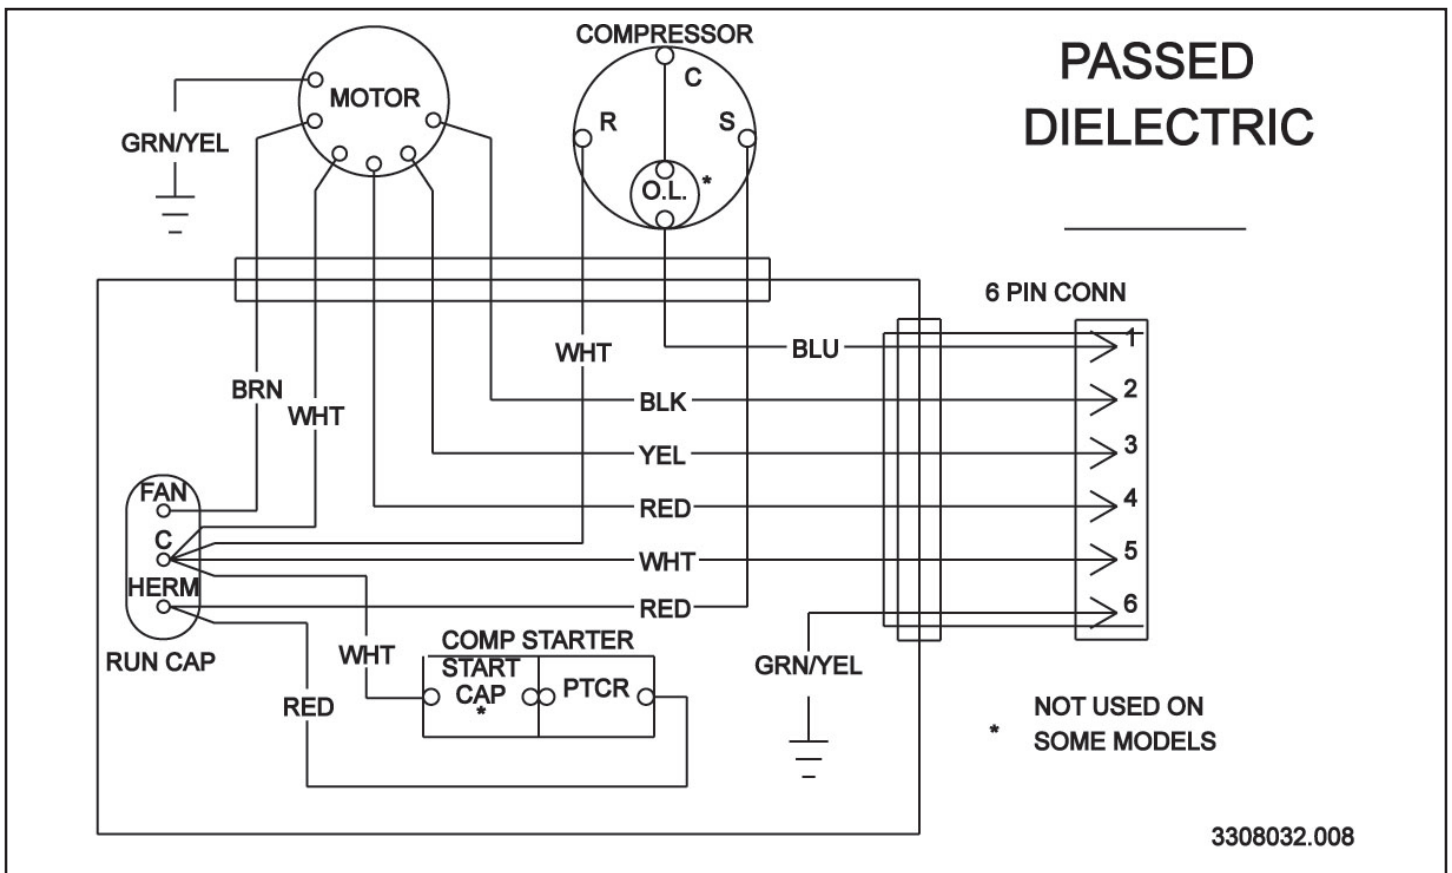 COMPRESSOR
PASSED
DIELECTRIC
MOTOR
C
R
S
GRN/YEL
O.L.
*
6 PIN CONN
1
WHT
BLU
BRN
2
WHT
BLK
3
YEL
FAN
4
RED
C
5
WHT
HERM
6
RED
COMP STARTER
RUN CAP
WHT
START
CAP
*
PTCR
GRN/YEL
RED
* NOT USED ON
SOME MODELS
3308032.008